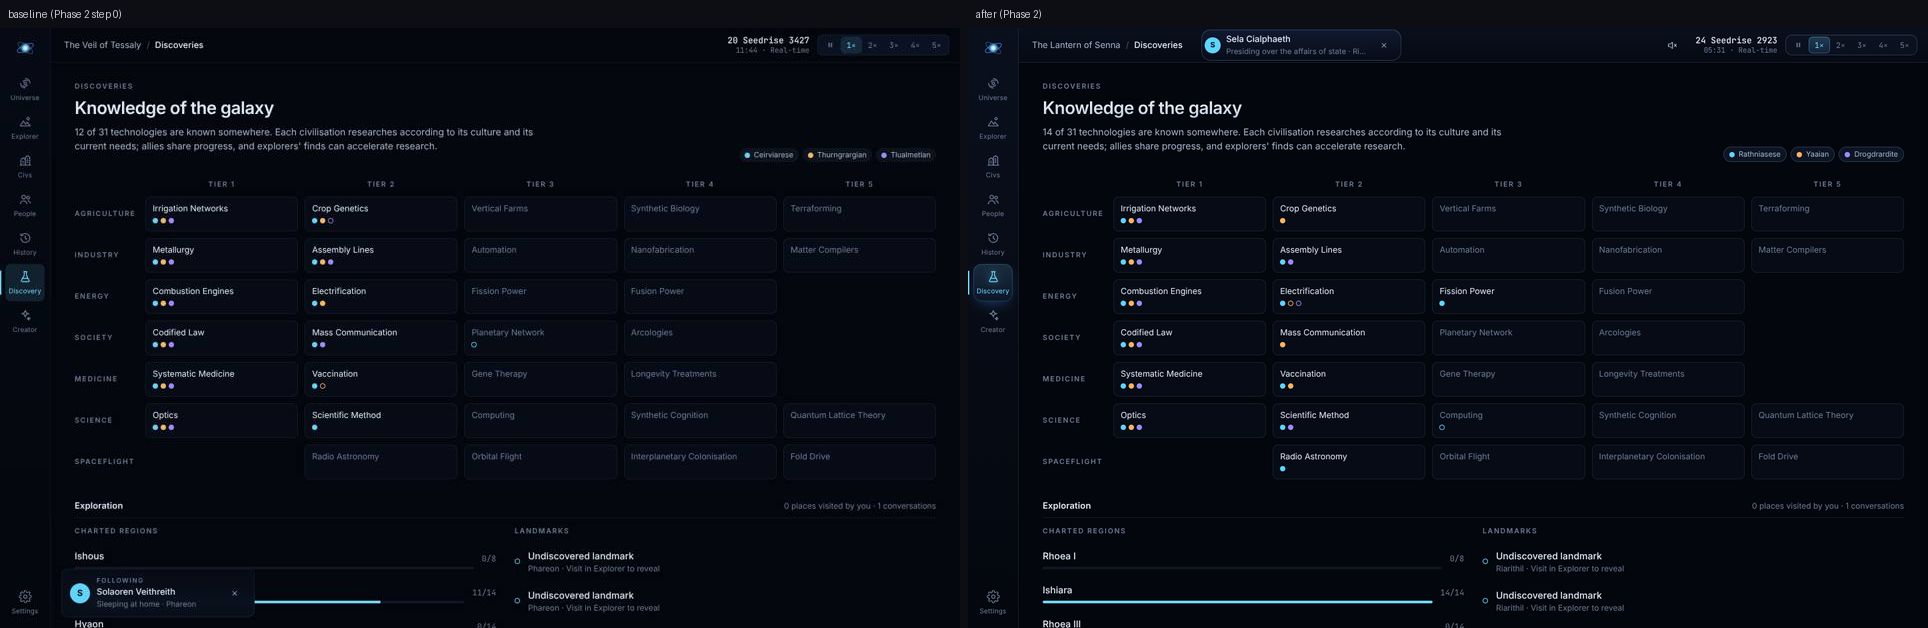 baseline (Phase 2 step 0)
The Veil of Tessaly / Discoveries
20 Seedrise 3427
11:44 · Real-time
1× 2× 3× 4× 5×
Universe
Explorer
Civs
People
History
Discovery
Creator
Settings
DISCOVERIES
Knowledge of the galaxy
12 of 31 technologies are known somewhere. Each civilisation researches according to its culture and its
current needs; allies share progress, and explorers' finds can accelerate research.
Ceirviarese Thurngrargian Tlualmetlan
TIER 1 TIER 2 TIER 3 TIER 4 TIER 5
AGRICULTURE Irrigation Networks Crop Genetics Vertical Farms Synthetic Biology Terraforming
INDUSTRY Metallurgy Assembly Lines Automation Nanofabrication Matter Compilers
ENERGY Combustion Engines Electrification Fission Power Fusion Power
SOCIETY Codified Law Mass Communication Planetary Network Arcologies
MEDICINE Systematic Medicine Vaccination Gene Therapy Longevity Treatments
SCIENCE Optics Scientific Method Computing Synthetic Cognition Quantum Lattice Theory
SPACEFLIGHT Radio Astronomy Orbital Flight Interplanetary Colonisation Fold Drive
Exploration 0 places visited by you · 1 conversations
CHARTED REGIONS
Ishous 0/8
11/14
Hyaon 0/14
LANDMARKS
Undiscovered landmark
Phareon · Visit in Explorer to reveal
Undiscovered landmark
Phareon · Visit in Explorer to reveal
FOLLOWING
S Solaoren Veithreith ×
Sleeping at home · Phareon
after (Phase 2)
The Lantern of Senna / Discoveries
S Sela Cialphaeth ×
Presiding over the affairs of state · Ri...
24 Seedrise 2923
05:31 · Real-time
1× 2× 3× 4× 5×
Universe
Explorer
Civs
People
History
Discovery
Creator
Settings
DISCOVERIES
Knowledge of the galaxy
14 of 31 technologies are known somewhere. Each civilisation researches according to its culture and its
current needs; allies share progress, and explorers' finds can accelerate research.
Rathniasese Yaaian Drogdrardite
TIER 1 TIER 2 TIER 3 TIER 4 TIER 5
AGRICULTURE Irrigation Networks Crop Genetics Vertical Farms Synthetic Biology Terraforming
INDUSTRY Metallurgy Assembly Lines Automation Nanofabrication Matter Compilers
ENERGY Combustion Engines Electrification Fission Power Fusion Power
SOCIETY Codified Law Mass Communication Planetary Network Arcologies
MEDICINE Systematic Medicine Vaccination Gene Therapy Longevity Treatments
SCIENCE Optics Scientific Method Computing Synthetic Cognition Quantum Lattice Theory
SPACEFLIGHT Radio Astronomy Orbital Flight Interplanetary Colonisation Fold Drive
Exploration 0 places visited by you · 1 conversations
CHARTED REGIONS
Rhoea I 0/8
Ishiara 14/14
Rhoea III 0/14
LANDMARKS
Undiscovered landmark
Riarithil · Visit in Explorer to reveal
Undiscovered landmark
Riarithil · Visit in Explorer to reveal